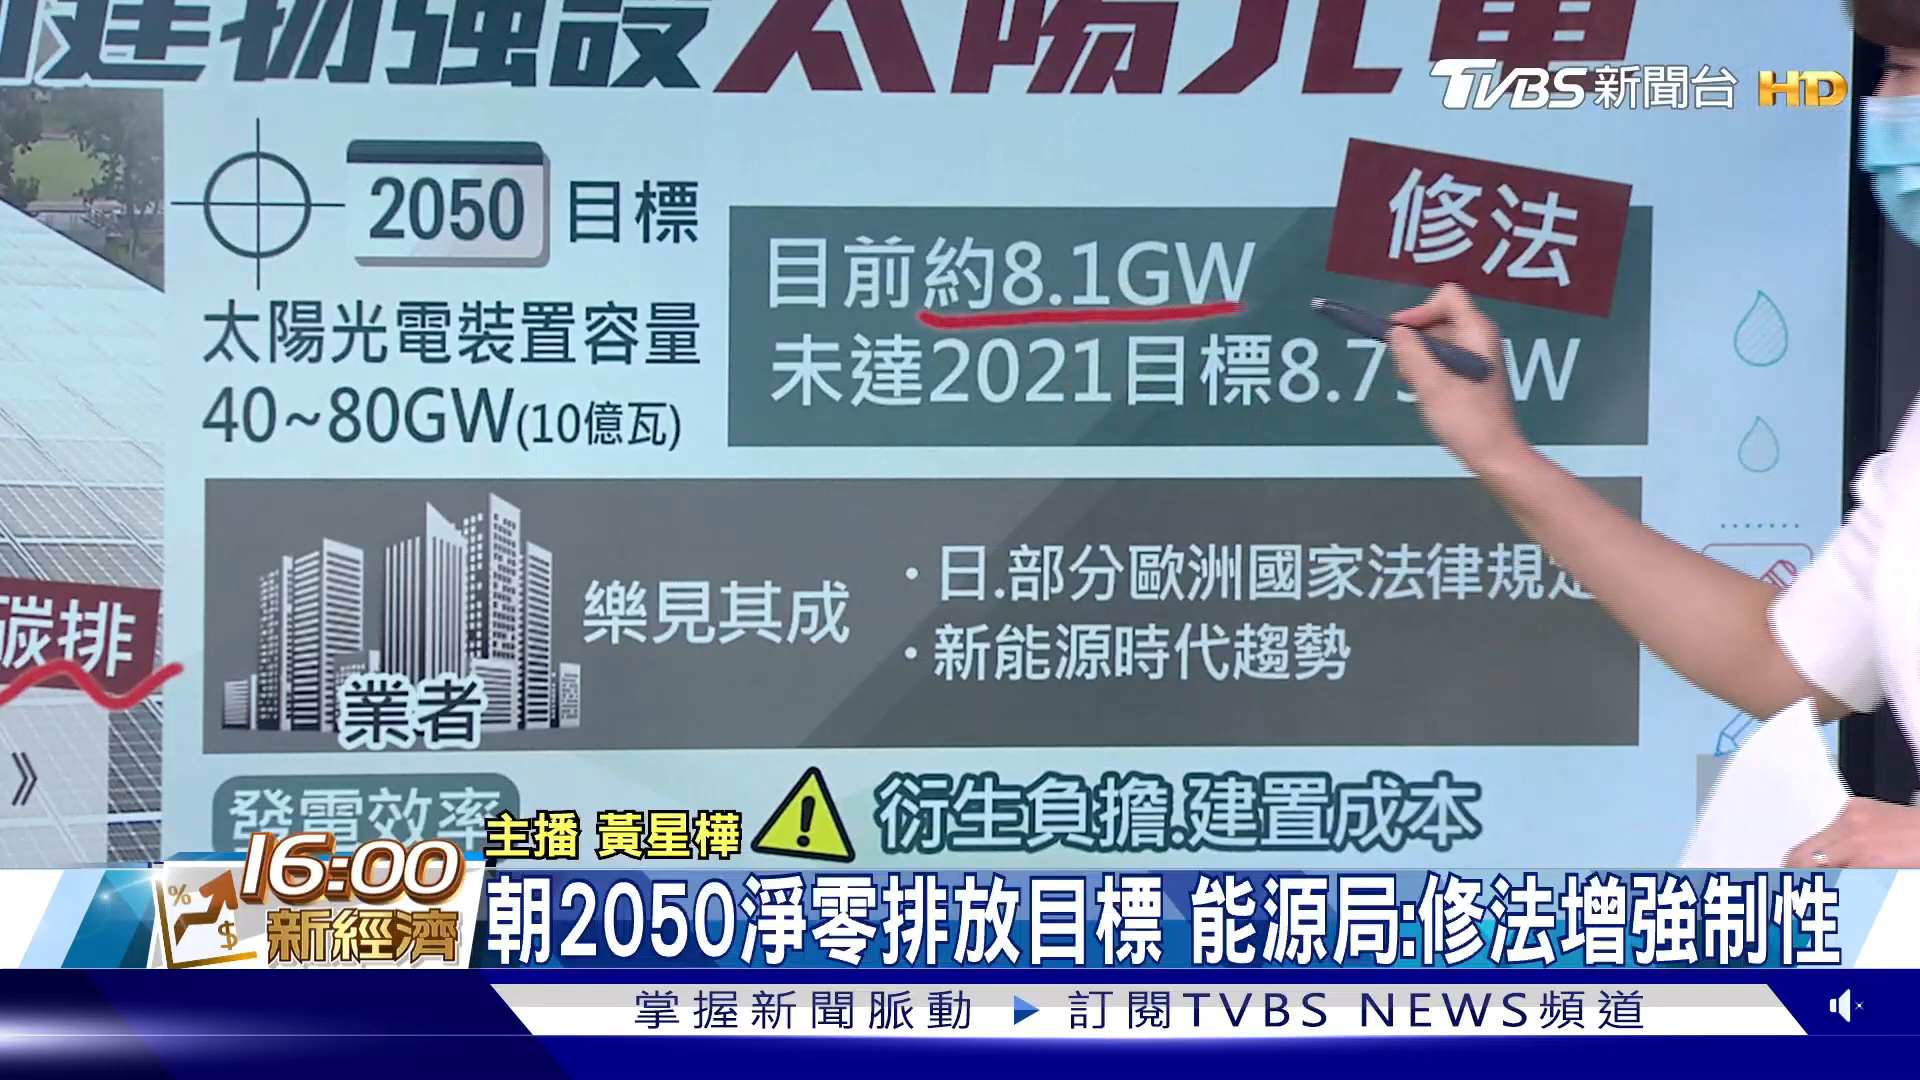 建物強設太陽光電
TVBS新聞台 HD
2050 目標
太陽光電裝置容量
40~80GW(10億瓦)
修法
目前約8.1GW
未達2021目標8.75GW
碳排
業者
樂見其成
·日.部分歐洲國家法律規定
·新能源時代趨勢
發電效率
衍生負擔.建置成本
主播 黃星樺
16:00
新經濟
朝2050淨零排放目標 能源局:修法增強制性
掌握新聞脈動 ▶ 訂閱TVBS NEWS頻道